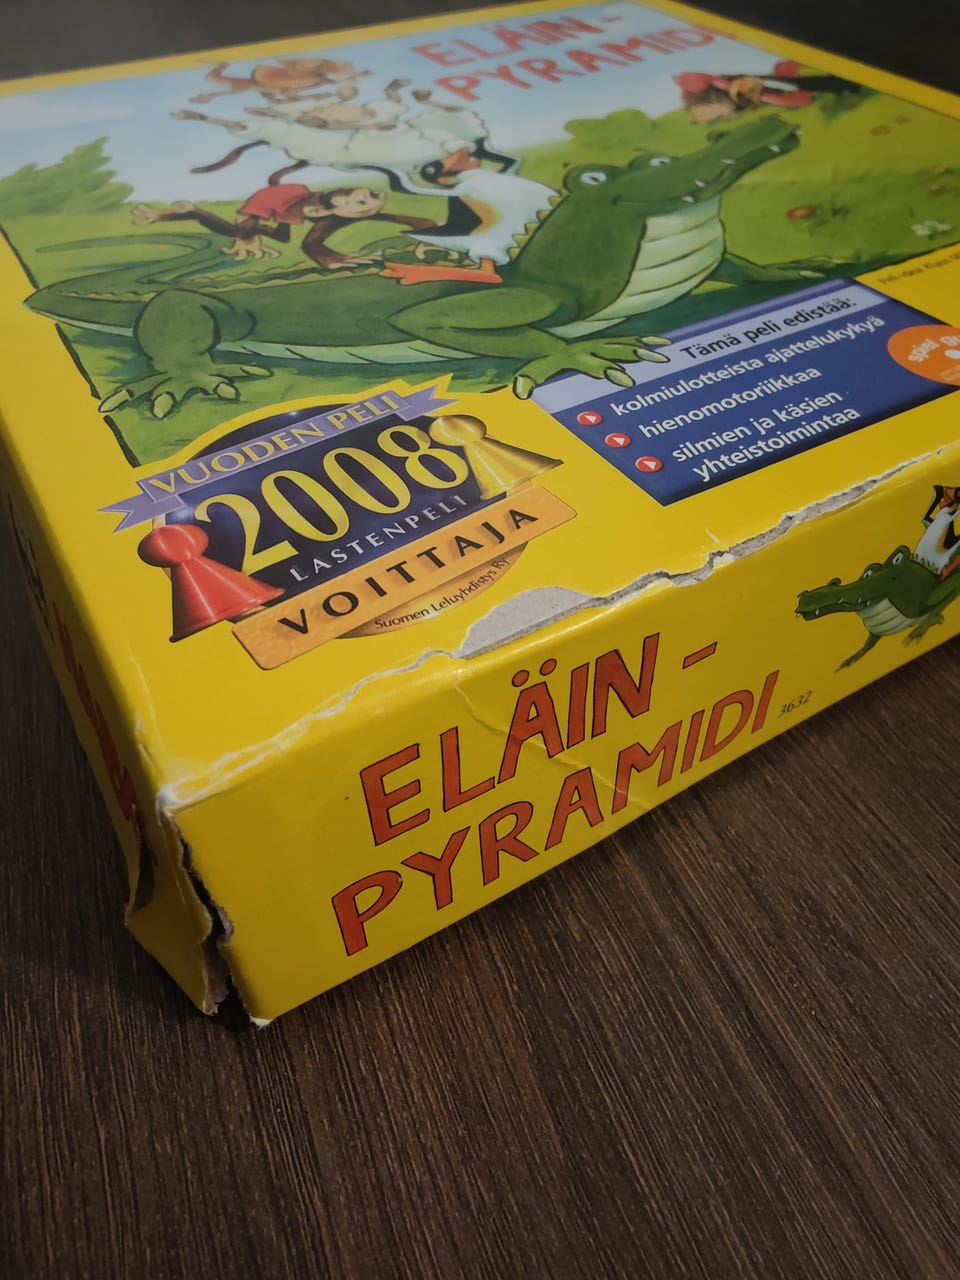 ELÄIN-
PYRAMIDI
Tämä peli edistää:
kolmiulotteista ajattelukykyä
hienomotoriikkaa
silmien ja käsien
yhteistoimintaa
VUODEN PELI
2008
LASTENPELI
VOITTAJA
Suomen Leluyhdistys Ry
ELÄIN-
PYRAMIDI
3632